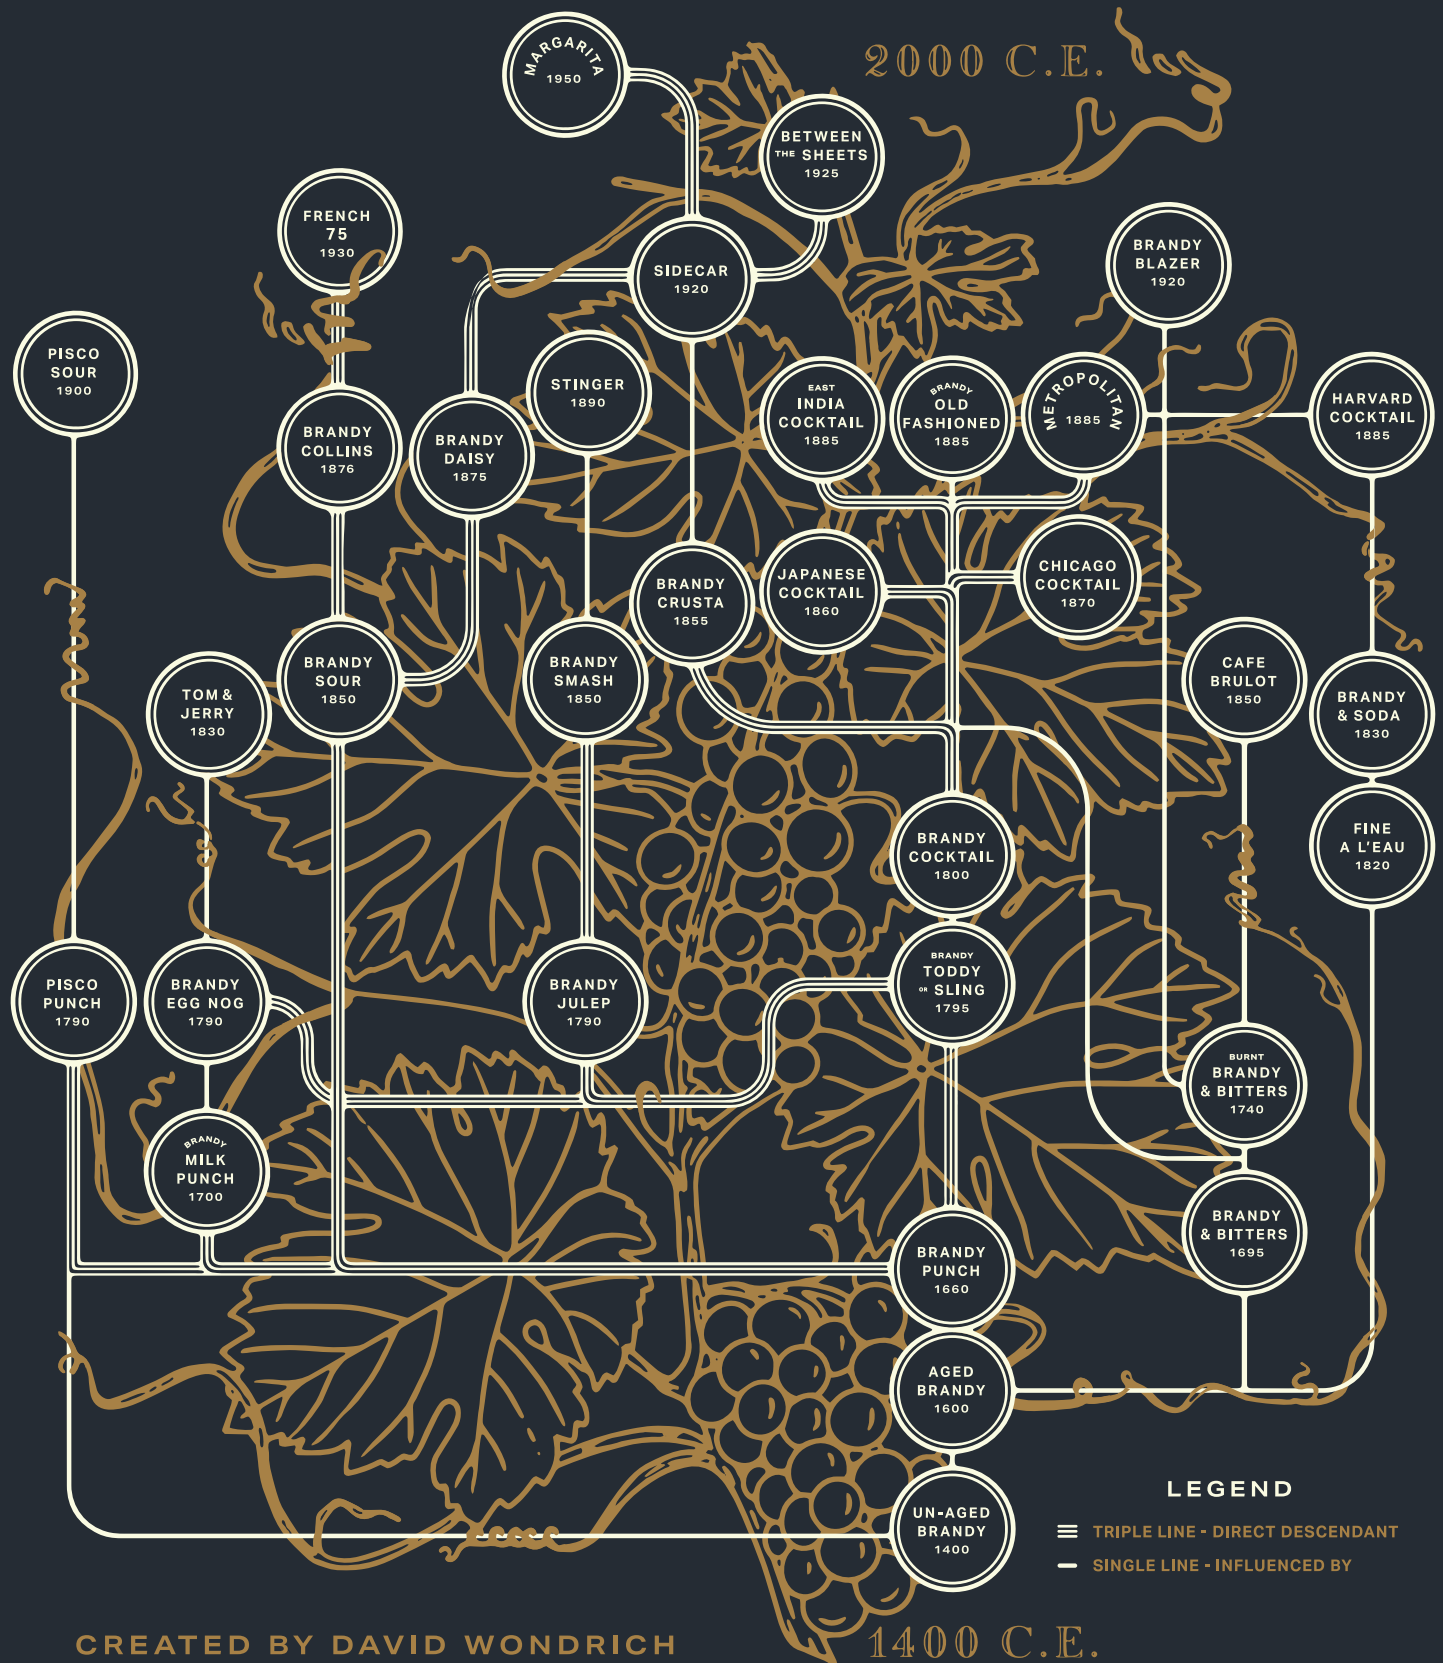 2000 C.E.
MARGARITA
1950
BETWEEN
THE SHEETS
1925
FRENCH
75
1930
SIDECAR
1920
BRANDY
BLAZER
1920
PISCO
SOUR
1900
STINGER
1890
EAST
INDIA
COCKTAIL
1885
BRANDY
OLD
FASHIONED
1885
METROPOLITAN
1885
HARVARD
COCKTAIL
1885
BRANDY
COLLINS
1876
BRANDY
DAISY
1875
BRANDY
CRUSTA
1855
JAPANESE
COCKTAIL
1860
CHICAGO
COCKTAIL
1870
TOM &
JERRY
1830
BRANDY
SOUR
1850
BRANDY
SMASH
1850
CAFE
BRULOT
1850
BRANDY
& SODA
1830
BRANDY
COCKTAIL
1800
FINE
A L'EAU
1820
PISCO
PUNCH
1790
BRANDY
EGG NOG
1790
BRANDY
JULEP
1790
BRANDY
TODDY
OR SLING
1795
BURNT
BRANDY
& BITTERS
1740
BRANDY
MILK
PUNCH
1700
BRANDY
PUNCH
1660
BRANDY
& BITTERS
1695
AGED
BRANDY
1600
UN-AGED
BRANDY
1400
LEGEND
TRIPLE LINE - DIRECT DESCENDANT
SINGLE LINE - INFLUENCED BY
CREATED BY DAVID WONDRICH
1400 C.E.